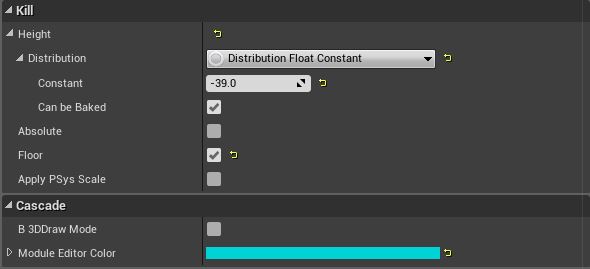 Kill
Height
Distribution Distribution Float Constant
Constant -39.0
Can be Baked
Absolute
Floor
Apply PSys Scale
Cascade
B 3DDraw Mode
Module Editor Color